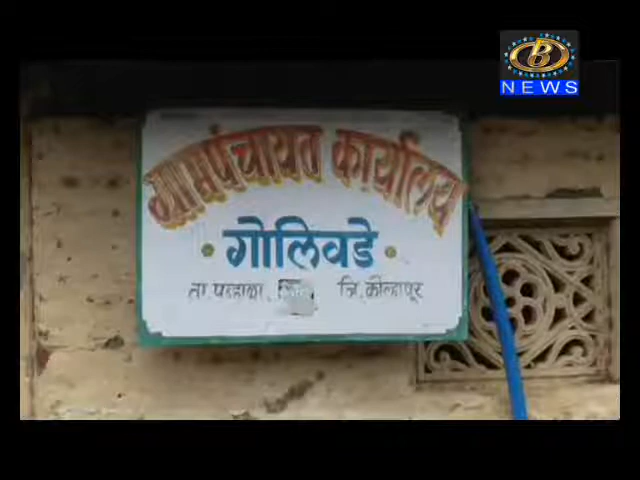 B
NEWS
ग्रामपंचायत कार्यालय
गोलिवडे
ता. पन्हाळा. जि. कोल्हापूर